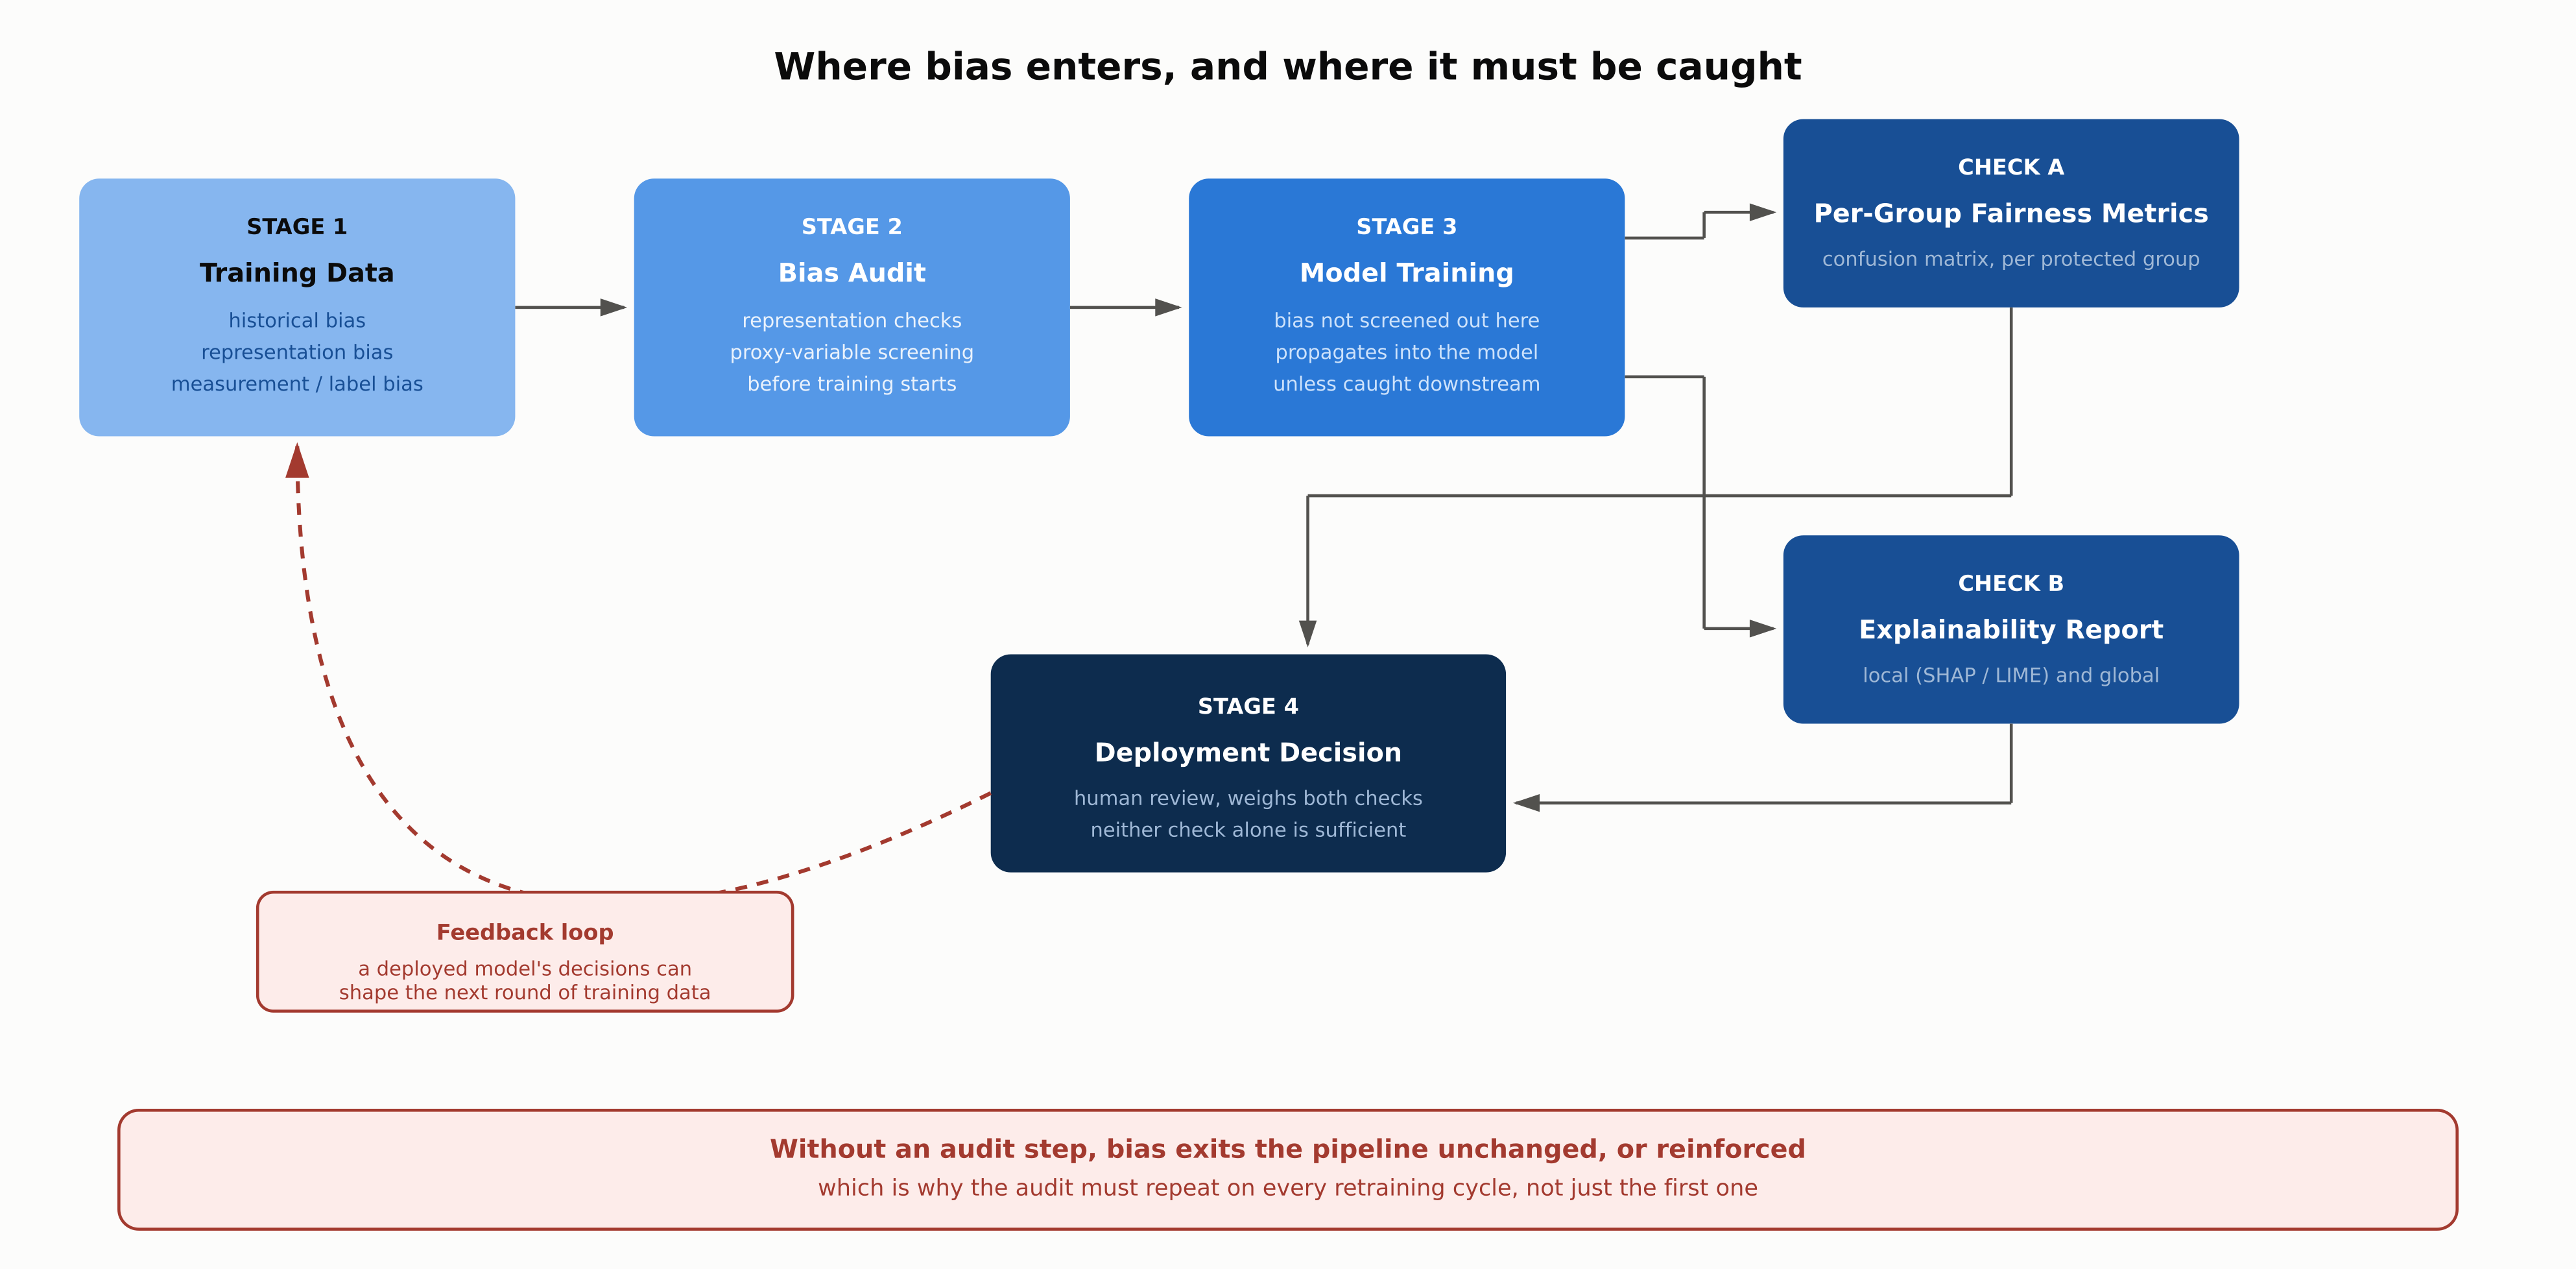 Where bias enters, and where it must be caught
STAGE 1
Training Data
historical bias
representation bias
measurement / label bias
STAGE 2
Bias Audit
representation checks
proxy-variable screening
before training starts
STAGE 3
Model Training
bias not screened out here
propagates into the model
unless caught downstream
CHECK A
Per-Group Fairness Metrics
confusion matrix, per protected group
CHECK B
Explainability Report
local (SHAP / LIME) and global
STAGE 4
Deployment Decision
human review, weighs both checks
neither check alone is sufficient
Feedback loop
a deployed model's decisions can
shape the next round of training data
Without an audit step, bias exits the pipeline unchanged, or reinforced
which is why the audit must repeat on every retraining cycle, not just the first one